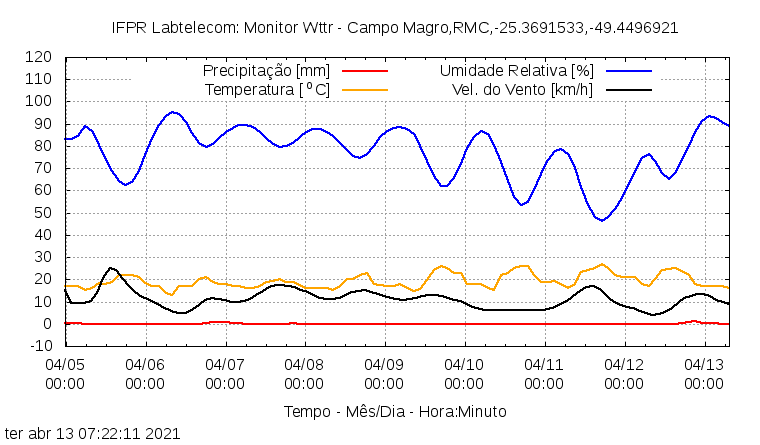 IFPR Labtelecom: Monitor Wttr - Campo Magro,RMC,-25.3691533,-49.4496921
Precipitação [mm]
Temperatura [⁰C]
Umidade Relativa [%]
Vel. do Vento [km/h]
120
110
100
90
80
70
60
50
40
30
20
10
0
-10
04/05 04/06 04/07 04/08 04/09 04/10 04/11 04/12 04/13
00:00 00:00 00:00 00:00 00:00 00:00 00:00 00:00 00:00
Tempo - Mês/Dia - Hora:Minuto
ter abr 13 07:22:11 2021